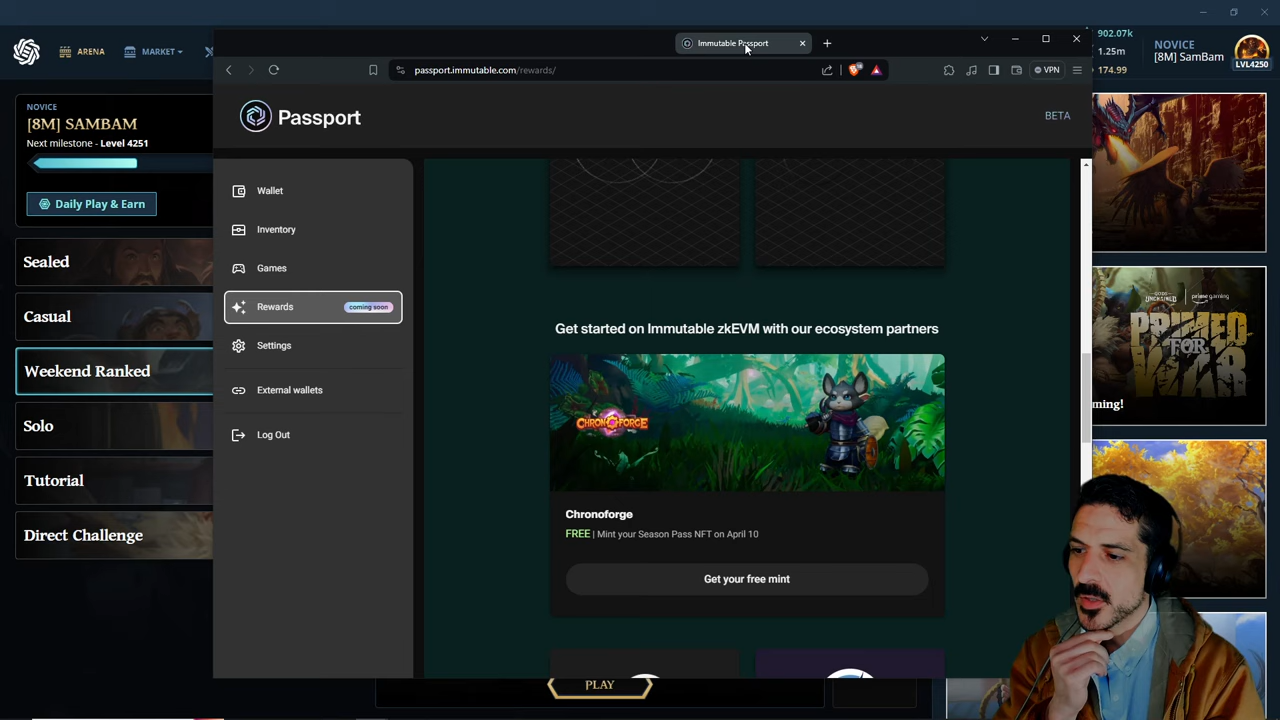 Immutable Passport
passport.immutable.com/rewards/
VPN
ARENA
MARKET
902.07k
1.25m
174.99
NOVICE
[8M] SamBam
LVL4250
NOVICE
[8M] SAMBAM
Next milestone - Level 4251
Daily Play & Earn
Sealed
Casual
Weekend Ranked
Solo
Tutorial
Direct Challenge
Passport
BETA
Wallet
Inventory
Games
Rewards
coming soon
Settings
External wallets
Log Out
Get started on Immutable zkEVM with our ecosystem partners
CHRONOFORGE
Chronoforge
FREE | Mint your Season Pass NFT on April 10
Get your free mint
PLAY
GODS UNCHAINED
prime gaming
PRIMED
FOR
WAR
ming!